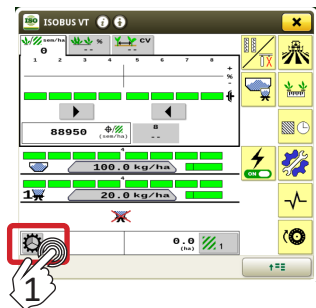 ISO ISOBUS VT
sem/ha % CV
0 -- --
1 2 3 4 5 6 7 8
+
%
-
88950 (sem/ha) --
4
100.0 kg/ha
4
1 20.0 kg/ha
ON
0.0 (ha) 1
1